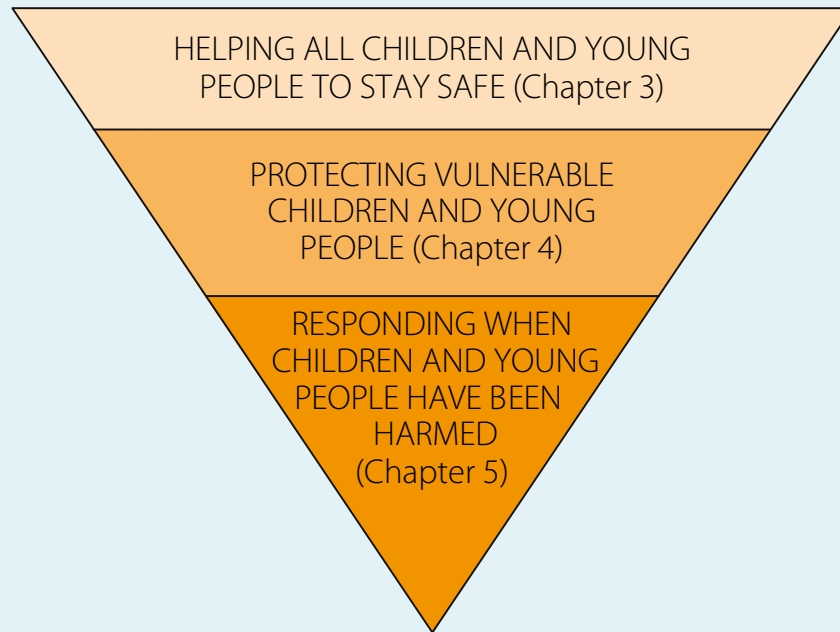 HELPING ALL CHILDREN AND YOUNG
PEOPLE TO STAY SAFE (Chapter 3)
PROTECTING VULNERABLE
CHILDREN AND YOUNG
PEOPLE (Chapter 4)
RESPONDING WHEN
CHILDREN AND YOUNG
PEOPLE HAVE BEEN
HARMED
(Chapter 5)